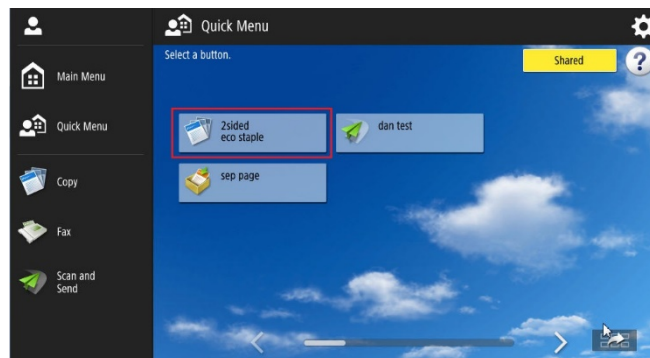 Quick Menu
Select a button.
Shared
?
Main Menu
Quick Menu
Copy
Fax
Scan and
Send
2sided
eco staple
dan test
sep page